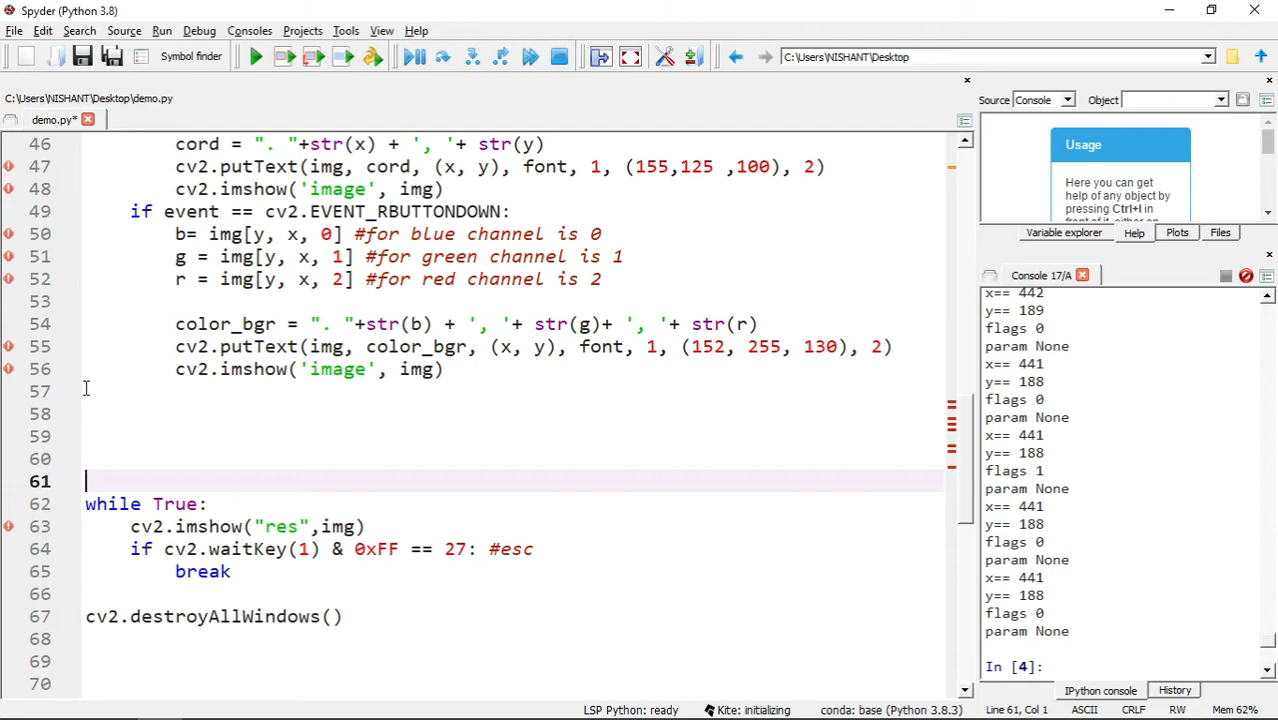 Spyder (Python 3.8)
File Edit Search Source Run Debug Consoles Projects Tools View Help
Symbol finder
C:\Users\NISHANT\Desktop
C:\Users\NISHANT\Desktop\demo.py
demo.py*
46 cord = ". "+str(x) + ', '+ str(y)
47 cv2.putText(img, cord, (x, y), font, 1, (155,125 ,100), 2)
48 cv2.imshow('image', img)
49 if event == cv2.EVENT_RBUTTONDOWN:
50 b= img[y, x, 0] #for blue channel is 0
51 g = img[y, x, 1] #for green channel is 1
52 r = img[y, x, 2] #for red channel is 2
53
54 color_bgr = ". "+str(b) + ', '+ str(g)+ ', '+ str(r)
55 cv2.putText(img, color_bgr, (x, y), font, 1, (152, 255, 130), 2)
56 cv2.imshow('image', img)
57
58
59
60
61
62 while True:
63 cv2.imshow("res",img)
64 if cv2.waitKey(1) & 0xFF == 27: #esc
65 break
66
67 cv2.destroyAllWindows()
68
69
70
Source Console Object
Usage
Here you can get
help of any object by
pressing Ctrl+I in
Variable explorer Help Plots Files
Console 17/A
x== 442
y== 189
flags 0
param None
x== 441
y== 188
flags 0
param None
x== 441
y== 188
flags 1
param None
x== 441
y== 188
flags 0
param None
x== 441
y== 188
flags 0
param None
In [4]:
IPython console History
LSP Python: ready Kite: initializing conda: base (Python 3.8.3) Line 61, Col 1 ASCII CRLF RW Mem 62%